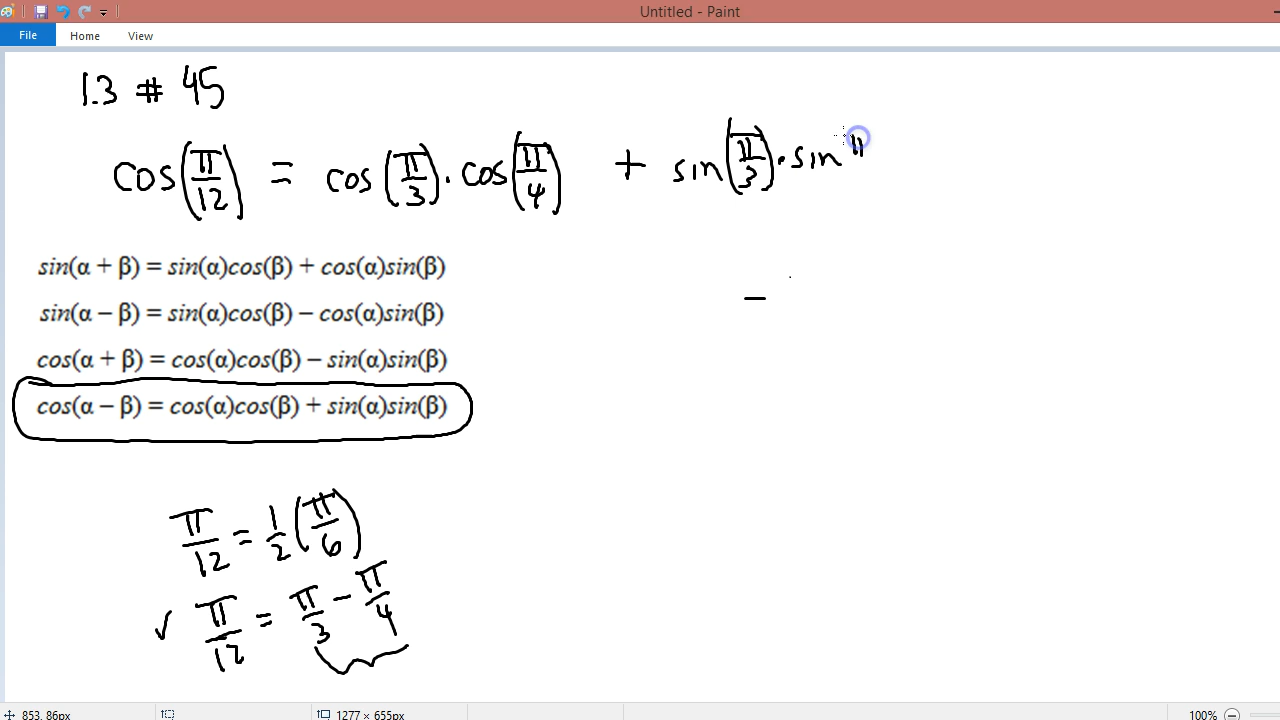 Untitled - Paint
File Home View
1.3 # 45
cos(π/12) = cos(π/3) · cos(π/4) + sin(π/3) · sin π
sin(α + β) = sin(α)cos(β) + cos(α)sin(β)
sin(α − β) = sin(α)cos(β) − cos(α)sin(β)
−
cos(α + β) = cos(α)cos(β) − sin(α)sin(β)
cos(α − β) = cos(α)cos(β) + sin(α)sin(β)
π/12 = 1/2 (π/6)
✓ π/12 = π/3 − π/4
853, 86px 1277 × 655px 100%